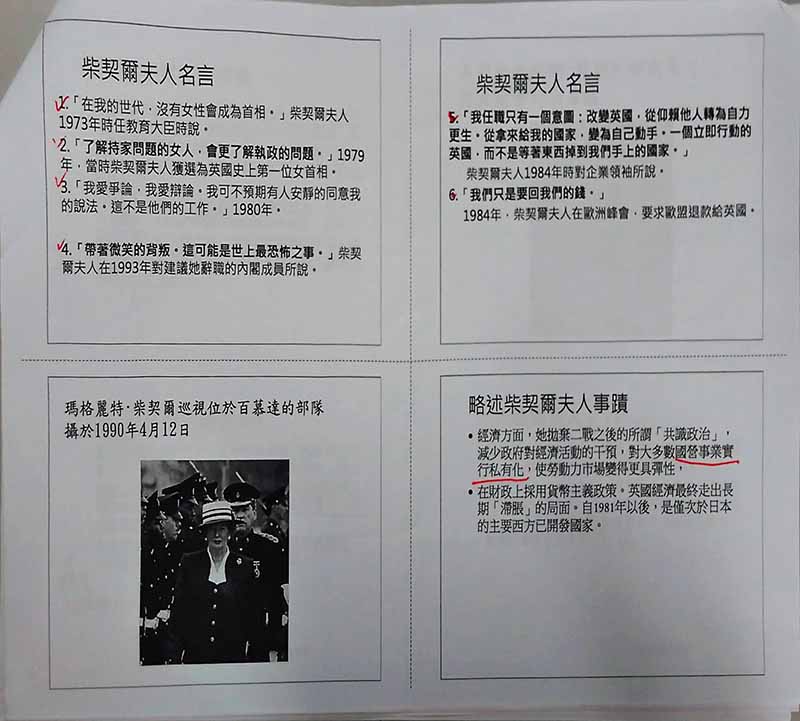 柴契爾夫人名言
1.「在我的世代，沒有女性會成為首相。」柴契爾夫人
1973年時任教育大臣時說。
2.「了解持家問題的女人，會更了解執政的問題。」1979
年，當時柴契爾夫人獲選為英國史上第一位女首相。
3.「我愛爭論，我愛辯論。我可不預期有人安靜的同意我
的說法。這不是他們的工作。」1980年。
4.「帶著微笑的背叛。這可能是世上最恐怖之事。」柴契
爾夫人在1993年對建議她辭職的內閣成員所說。
柴契爾夫人名言
5.「我任職只有一個意圖：改變英國，從仰賴他人轉為自力
更生。從拿來給我的國家，變為自己動手。一個立即行動的
英國，而不是等著東西掉到我們手上的國家。」
柴契爾夫人1984年時對企業領袖所說。
6.「我們只是要回我們的錢。」
1984年，柴契爾夫人在歐洲峰會，要求歐盟退款給英國。
瑪格麗特·柴契爾巡視位於百慕達的部隊
攝於1990年4月12日
略述柴契爾夫人事蹟
• 經濟方面，她拋棄二戰之後的所謂「共識政治」，
減少政府對經濟活動的干預，對大多數國營事業實
行私有化，使勞動力市場變得更具彈性，
• 在財政上採用貨幣主義政策。英國經濟最終走出長
期「滯脹」的局面。自1981年以後，是僅次於日本
的主要西方已開發國家。